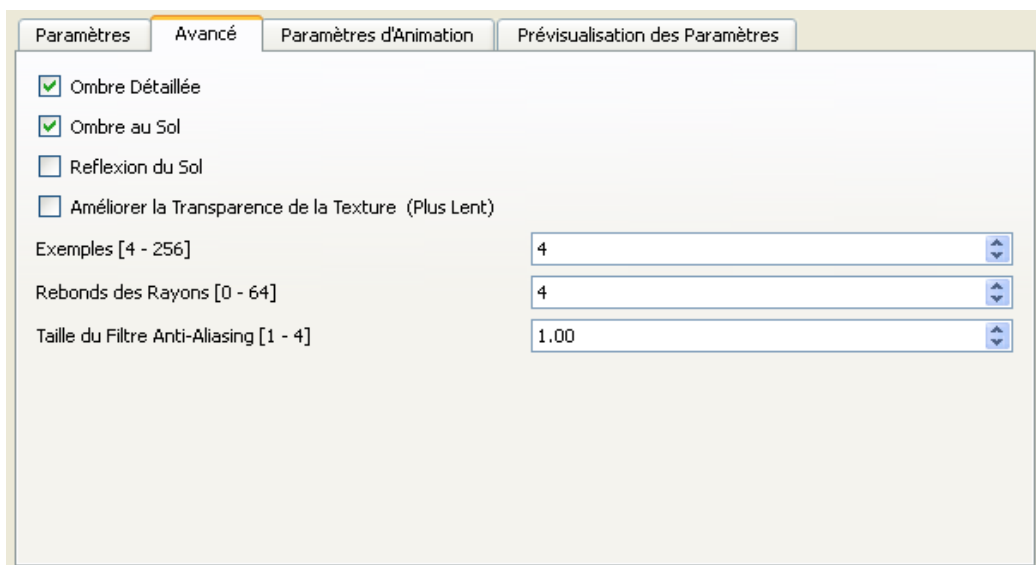 Paramètres Avancé Paramètres d'Animation Prévisualisation des Paramètres
Ombre Détaillée
Ombre au Sol
Reflexion du Sol
Améliorer la Transparence de la Texture (Plus Lent)
Exemples [4 - 256] 4
Rebonds des Rayons [0 - 64] 4
Taille du Filtre Anti-Aliasing [1 - 4] 1.00